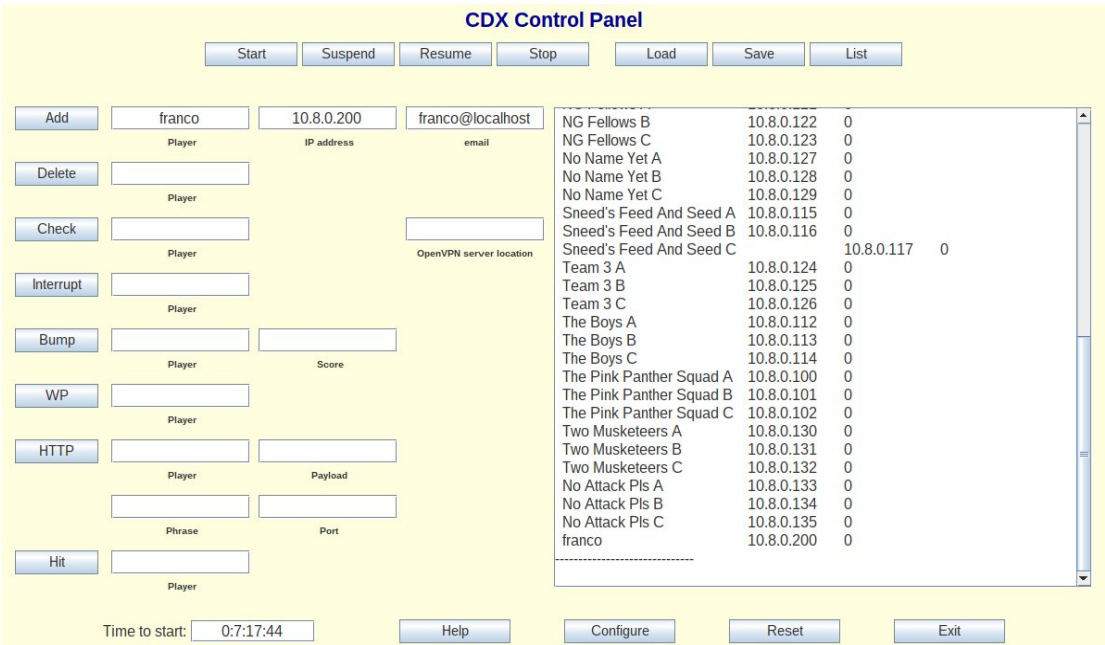 CDX Control Panel
Start Suspend Resume Stop Load Save List
Add franco 10.8.0.200 franco@localhost
Player IP address email
Delete
Player
Check
Player OpenVPN server location
Interrupt
Player
Bump
Player Score
WP
Player
HTTP
Player Payload
Phrase Port
Hit
Player
NG Fellows B 10.8.0.122 0
NG Fellows C 10.8.0.123 0
No Name Yet A 10.8.0.127 0
No Name Yet B 10.8.0.128 0
No Name Yet C 10.8.0.129 0
Sneed's Feed And Seed A 10.8.0.115 0
Sneed's Feed And Seed B 10.8.0.116 0
Sneed's Feed And Seed C 10.8.0.117 0
Team 3 A 10.8.0.124 0
Team 3 B 10.8.0.125 0
Team 3 C 10.8.0.126 0
The Boys A 10.8.0.112 0
The Boys B 10.8.0.113 0
The Boys C 10.8.0.114 0
The Pink Panther Squad A 10.8.0.100 0
The Pink Panther Squad B 10.8.0.101 0
The Pink Panther Squad C 10.8.0.102 0
Two Musketeers A 10.8.0.130 0
Two Musketeers B 10.8.0.131 0
Two Musketeers C 10.8.0.132 0
No Attack Pls A 10.8.0.133 0
No Attack Pls B 10.8.0.134 0
No Attack Pls C 10.8.0.135 0
franco 10.8.0.200 0
------------------------------
Time to start: 0:7:17:44 Help Configure Reset Exit